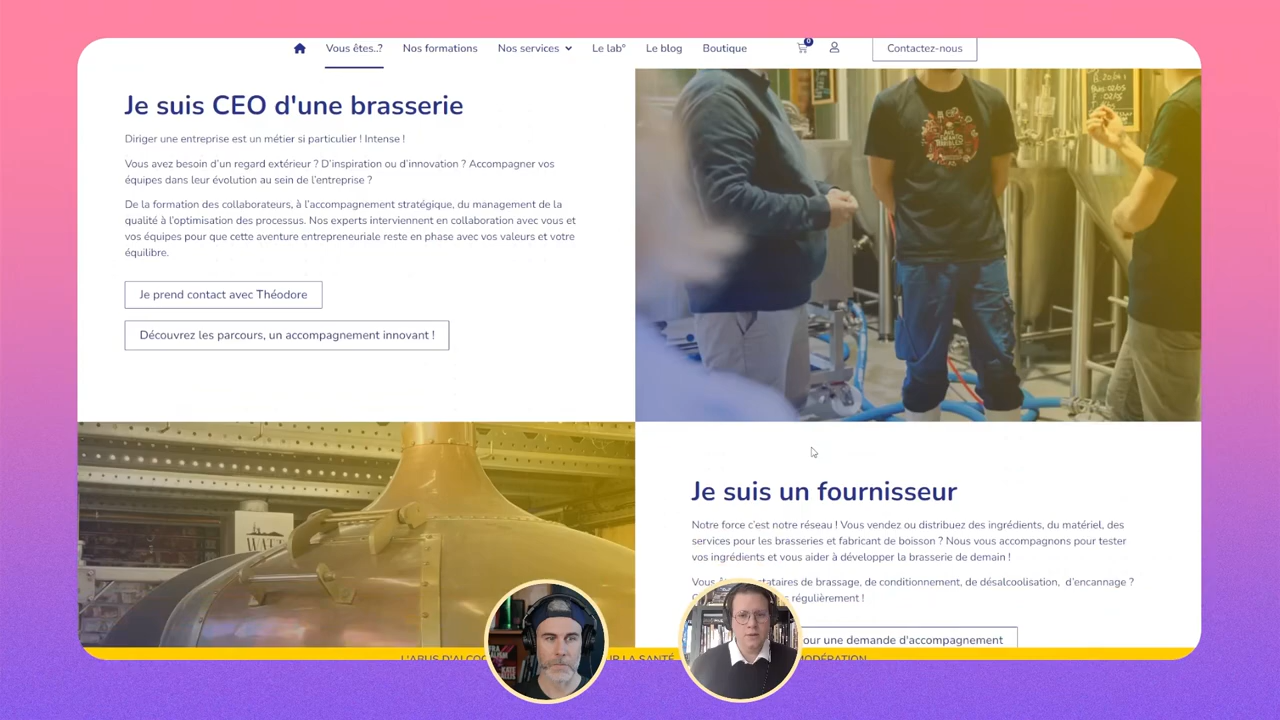 Vous êtes..?
Nos formations
Nos services
Le lab°
Le blog
Boutique
0
Contactez-nous
Je suis CEO d'une brasserie
Diriger une entreprise est un métier si particulier ! Intense !
Vous avez besoin d'un regard extérieur ? D'inspiration ou d'innovation ? Accompagner vos
équipes dans leur évolution au sein de l'entreprise ?
De la formation des collaborateurs, à l'accompagnement stratégique, du management de la
qualité à l'optimisation des processus. Nos experts interviennent en collaboration avec vous et
vos équipes pour que cette aventure entrepreneuriale reste en phase avec vos valeurs et votre
équilibre.
Je prend contact avec Théodore
Découvrez les parcours, un accompagnement innovant !
Je suis un fournisseur
Notre force c'est notre réseau ! Vous vendez ou distribuez des ingrédients, du matériel, des
services pour les brasseries et fabricant de boisson ? Nous vous accompagnons pour tester
vos ingrédients et vous aider à développer la brasserie de demain !
Vous de brassage, de conditionnement, de désalcoolisation, d'encannage ?
régulièrement !
our une demande d'accompagnement
L'ABUS D'ALCOO UR LA SANTÉ MODÉRATION